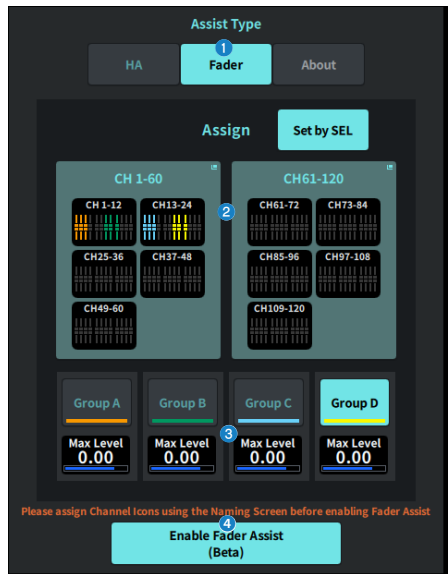 Assist Type
1
HA
Fader
About
Assign
Set by SEL
CH 1-60
CH61-120
2
CH 1-12
CH13-24
CH61-72
CH73-84
CH25-36
CH37-48
CH85-96
CH97-108
CH49-60
CH109-120
Group A
Group B
Group C
Group D
3
Max Level
0.00
Max Level
0.00
Max Level
0.00
Max Level
0.00
Please assign Channel Icons using the Naming Screen before enabling Fader Assist
4
Enable Fader Assist
(Beta)